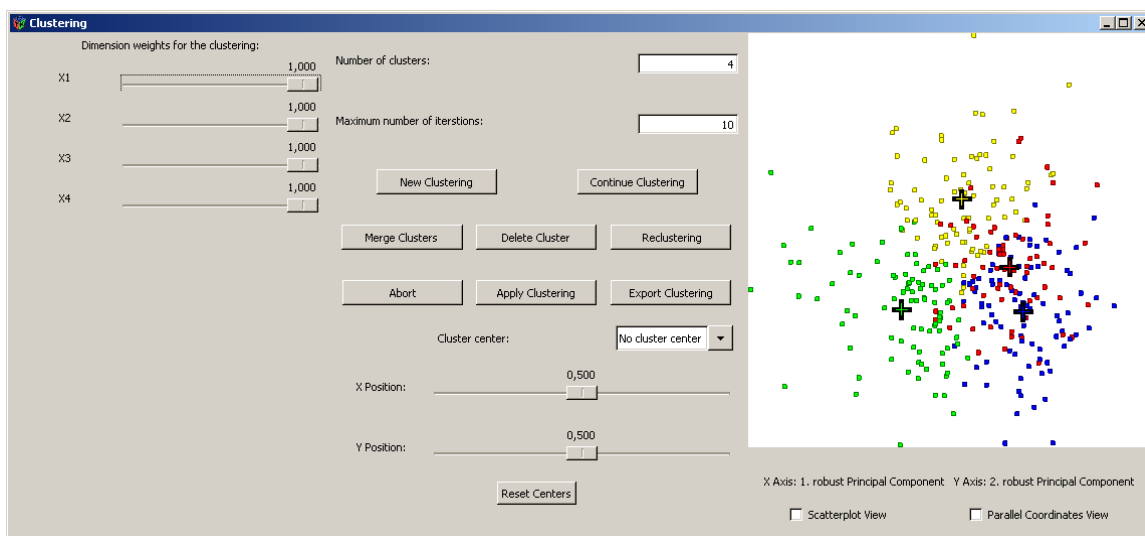 Clustering
Dimension weights for the clustering:
X1
1,000
X2
1,000
X3
1,000
X4
1,000
Number of clusters:
4
Maximum number of iterstions:
10
New Clustering
Continue Clustering
Merge Clusters
Delete Cluster
Reclustering
Abort
Apply Clustering
Export Clustering
Cluster center:
No cluster center
X Position:
0,500
Y Position:
0,500
Reset Centers
X Axis: 1. robust Principal Component
Y Axis: 2. robust Principal Component
Scatterplot View
Parallel Coordinates View